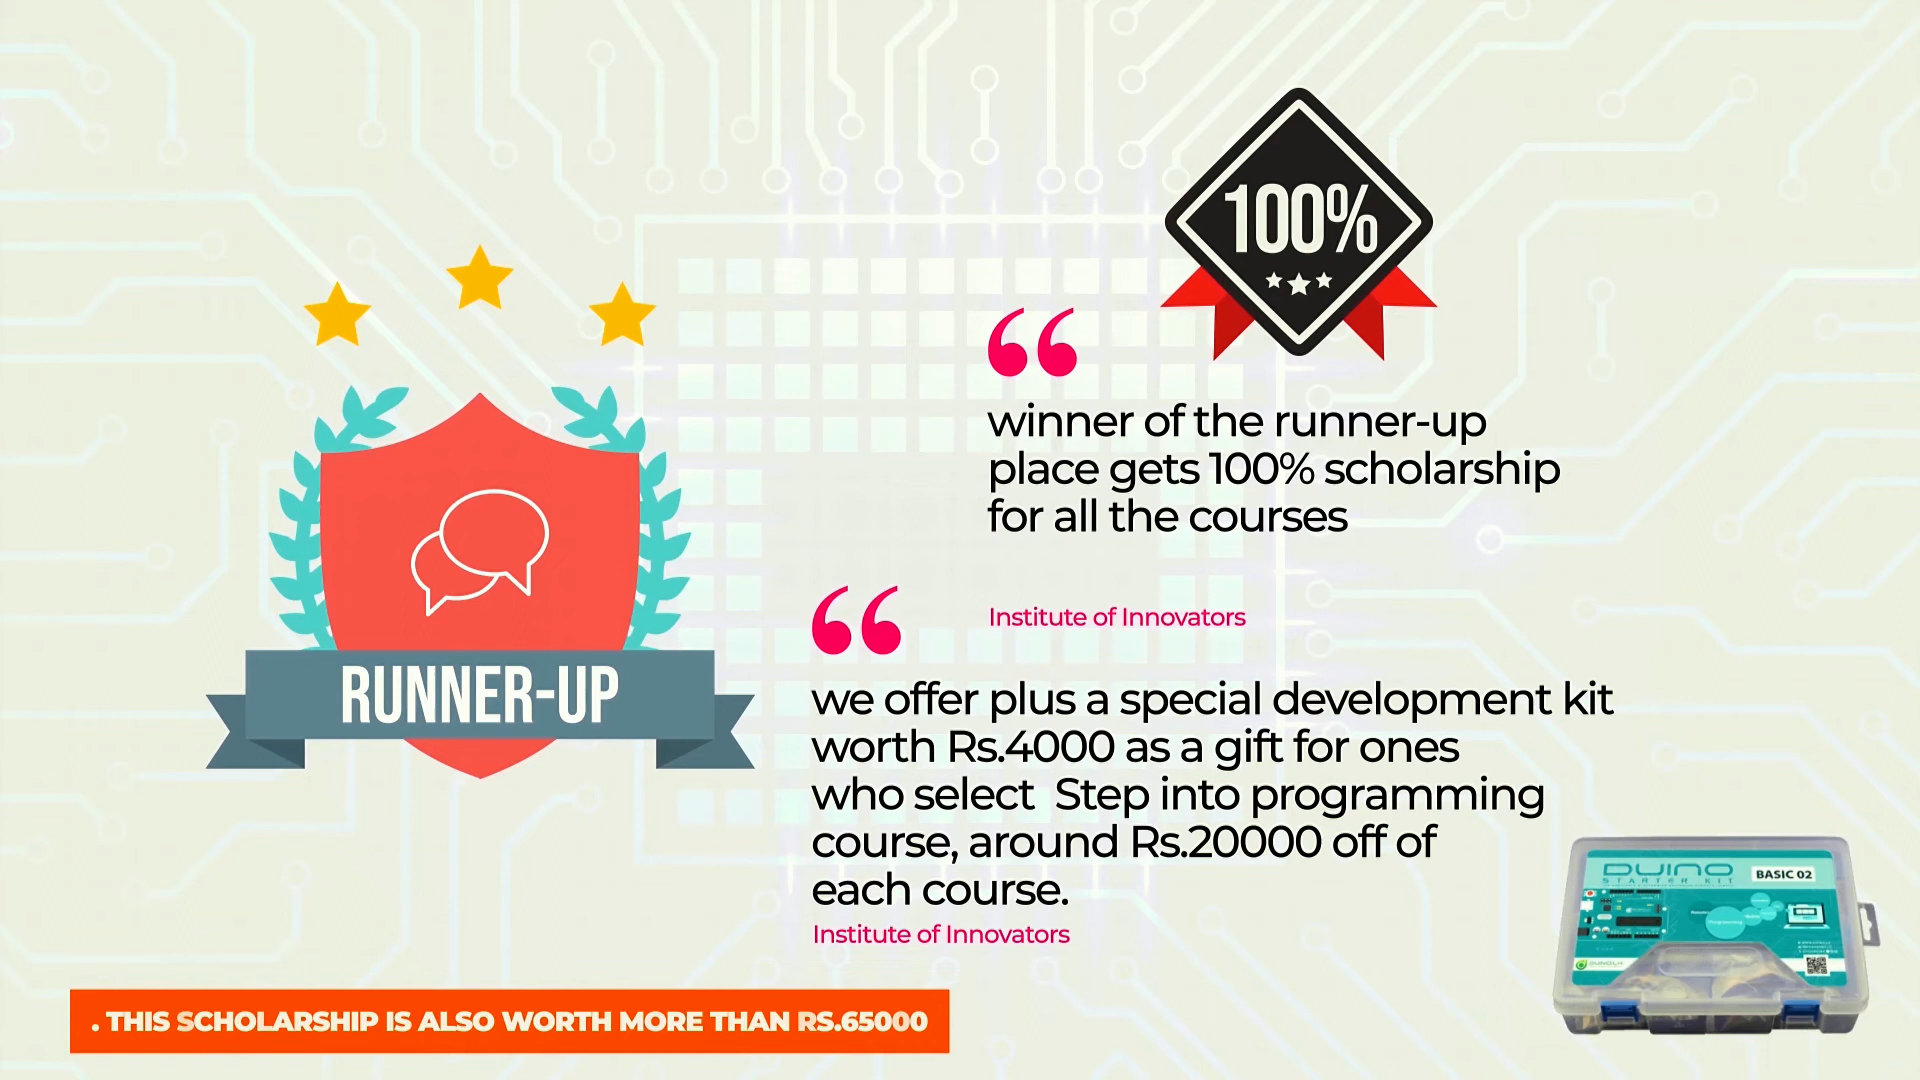 100%
winner of the runner-up
place gets 100% scholarship
for all the courses
Institute of Innovators
RUNNER-UP
we offer plus a special development kit
worth Rs.4000 as a gift for ones
who select  Step into programming
course, around Rs.20000 off of
each course.
Institute of Innovators
DUINO
STARTER KIT
BASIC 02
. THIS SCHOLARSHIP IS ALSO WORTH MORE THAN RS.65000